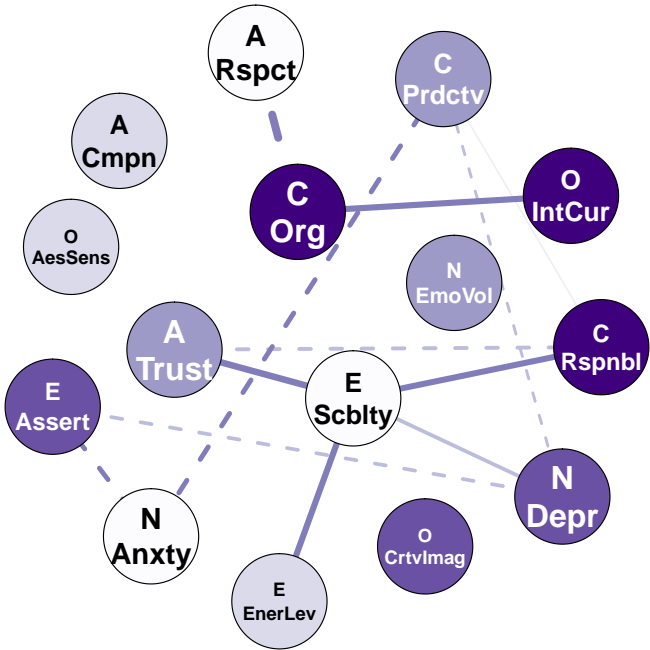 A
Rspct
C
Prdctv
A
Cmpn
C
Org
O
IntCur
O
AesSens
N
EmoVol
A
Trust
C
Rspnbl
E
Scblty
E
Assert
N
Depr
N
Anxty
O
CrtvImag
E
EnerLev